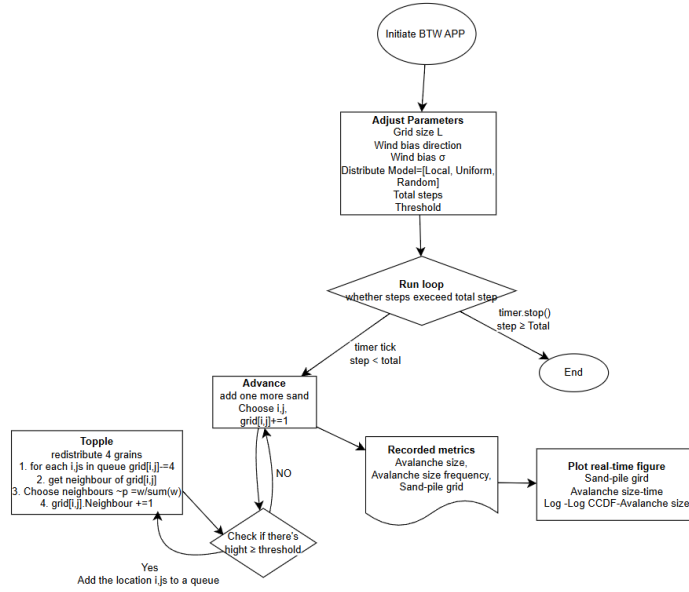 Initiate BTW APP
Adjust Parameters
Grid size L
Wind bias direction
Wind bias σ
Distribute Model=[Local, Uniform,
Random]
Total steps
Threshold
Run loop
whether steps execeed total step
timer.stop()
step ≥ Total
End
timer tick
step < total
Advance
add one more sand
Choose i,j,
grid[i,j]+=1
Topple
redistribute 4 grains
1. for each i,js in queue grid[i,j]-=4
2. get neighbour of grid[i,j]
3. Choose neighbours ~p =w/sum(w)
4. grid[i,j].Neighbour +=1
NO
Check if there's
hight ≥ threshold
Yes
Add the location i,js to a queue
Recorded metrics
Avalanche size,
Avalanche size frequency,
Sand-pile grid
Plot real-time figure
Sand-pile gird
Avalanche size-time
Log -Log CCDF-Avalanche size